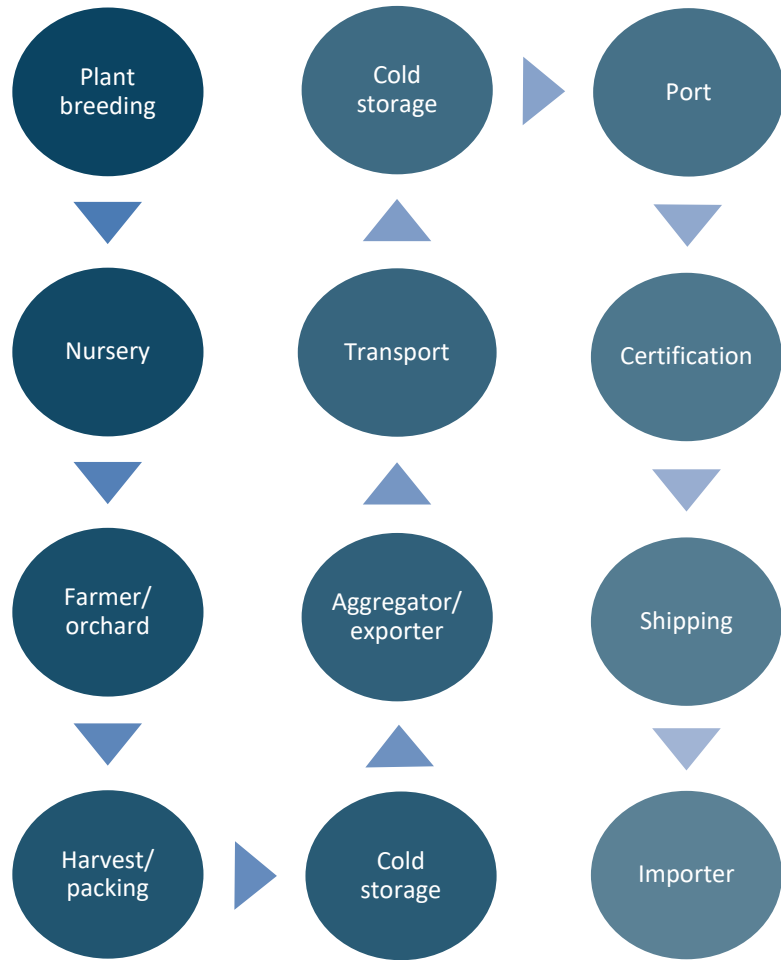 Plant
breeding
Nursery
Farmer/
orchard
Harvest/
packing
Cold
storage
Aggregator/
exporter
Transport
Cold
storage
Port
Certification
Shipping
Importer